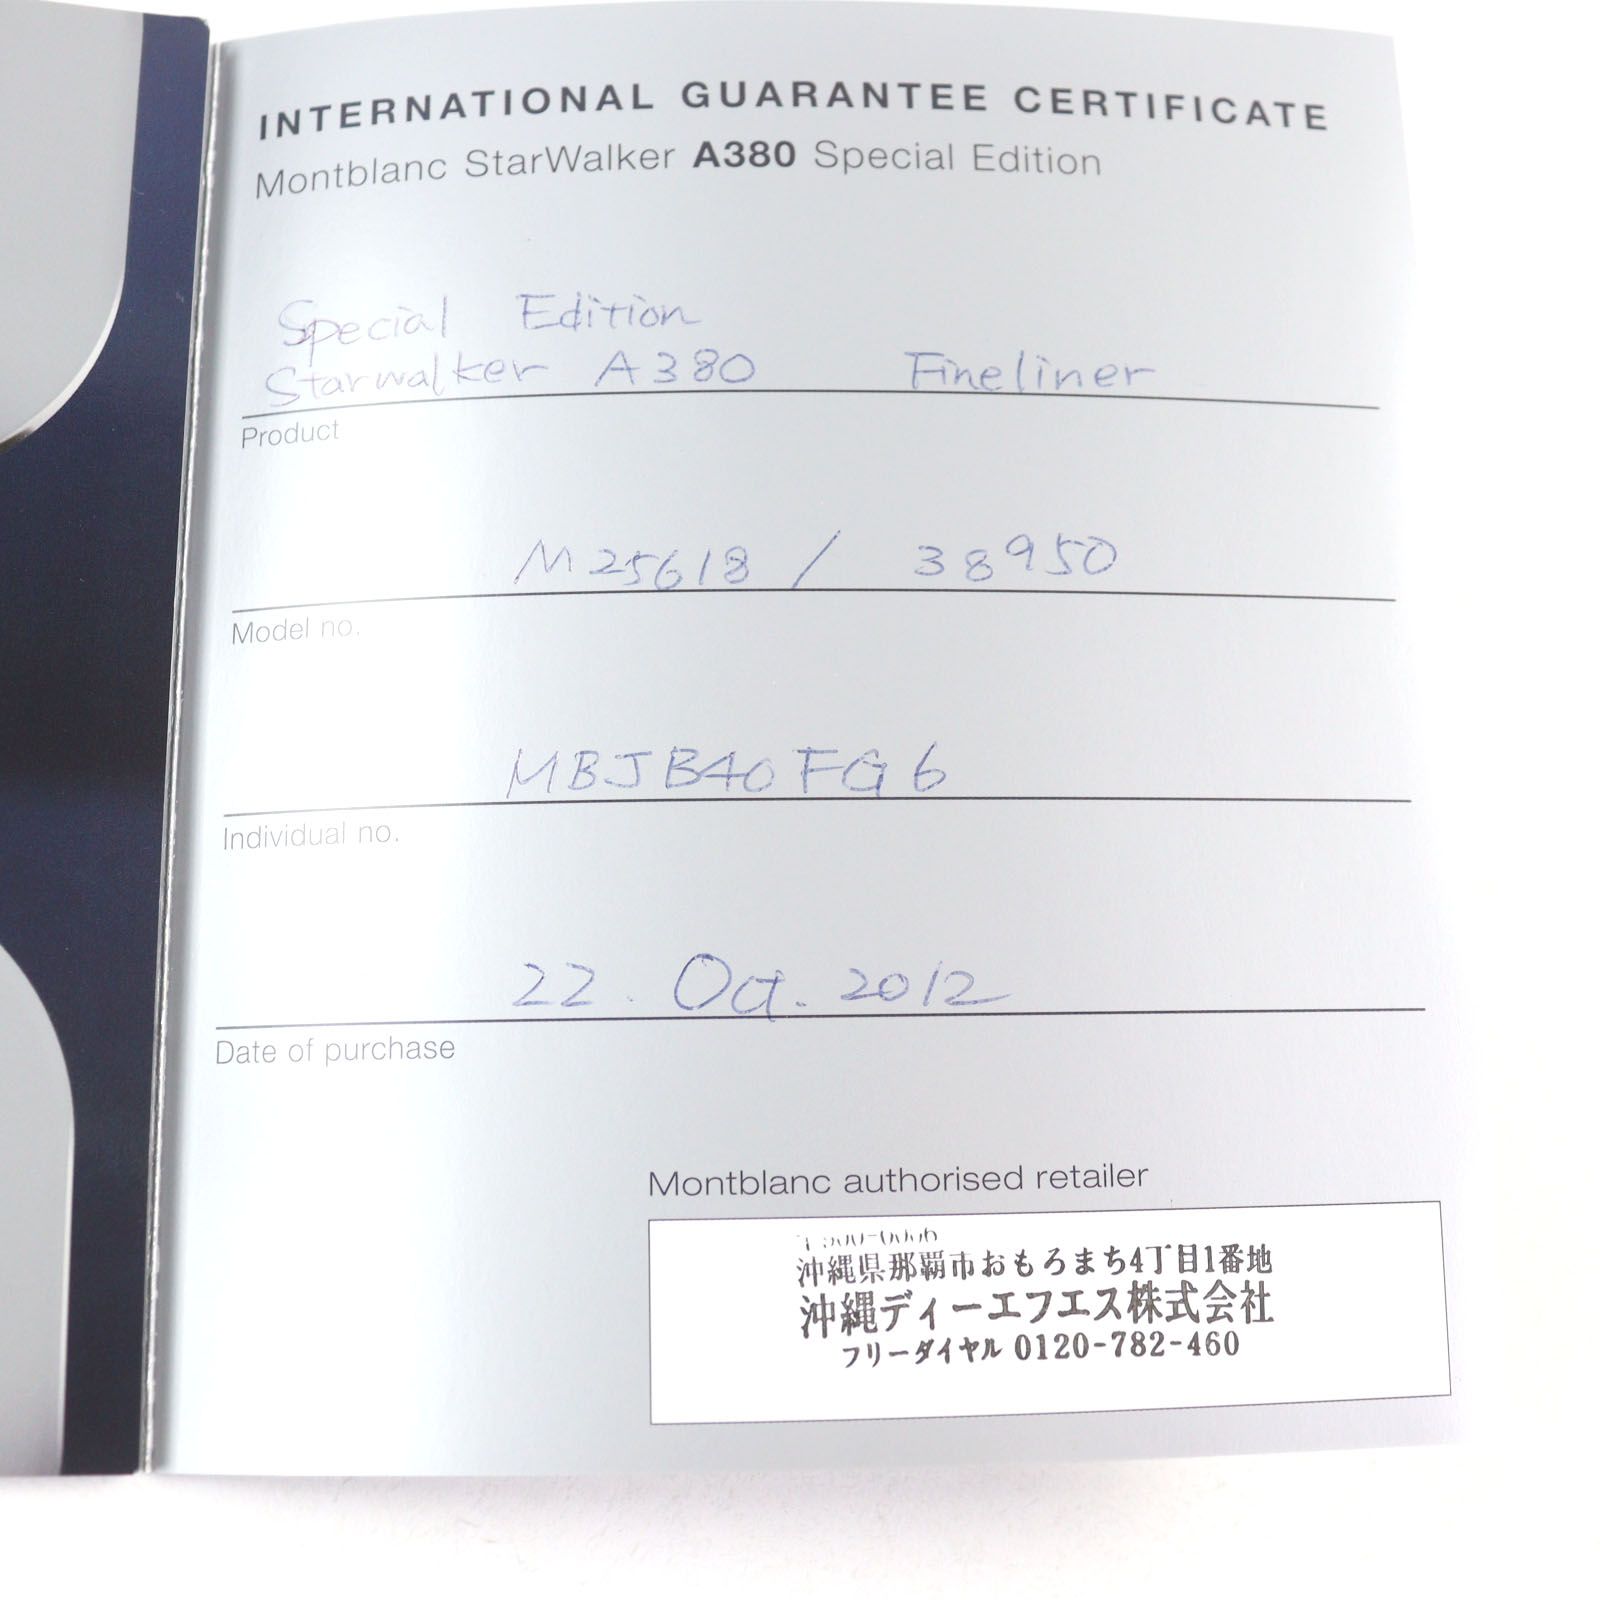 INTERNATIONAL GUARANTEE CERTIFICATE
Montblanc StarWalker A380 Special Edition
Special Edition
Starwalker A380 Fineliner
Product
M25618 / 38950
Model no.
MBJB40FG6
Individual no.
22. Oct. 2012
Date of purchase
Montblanc authorised retailer
沖縄県那覇市おもろまち4丁目1番地
沖縄ディーエフエス株式会社
フリーダイヤル 0120-782-460